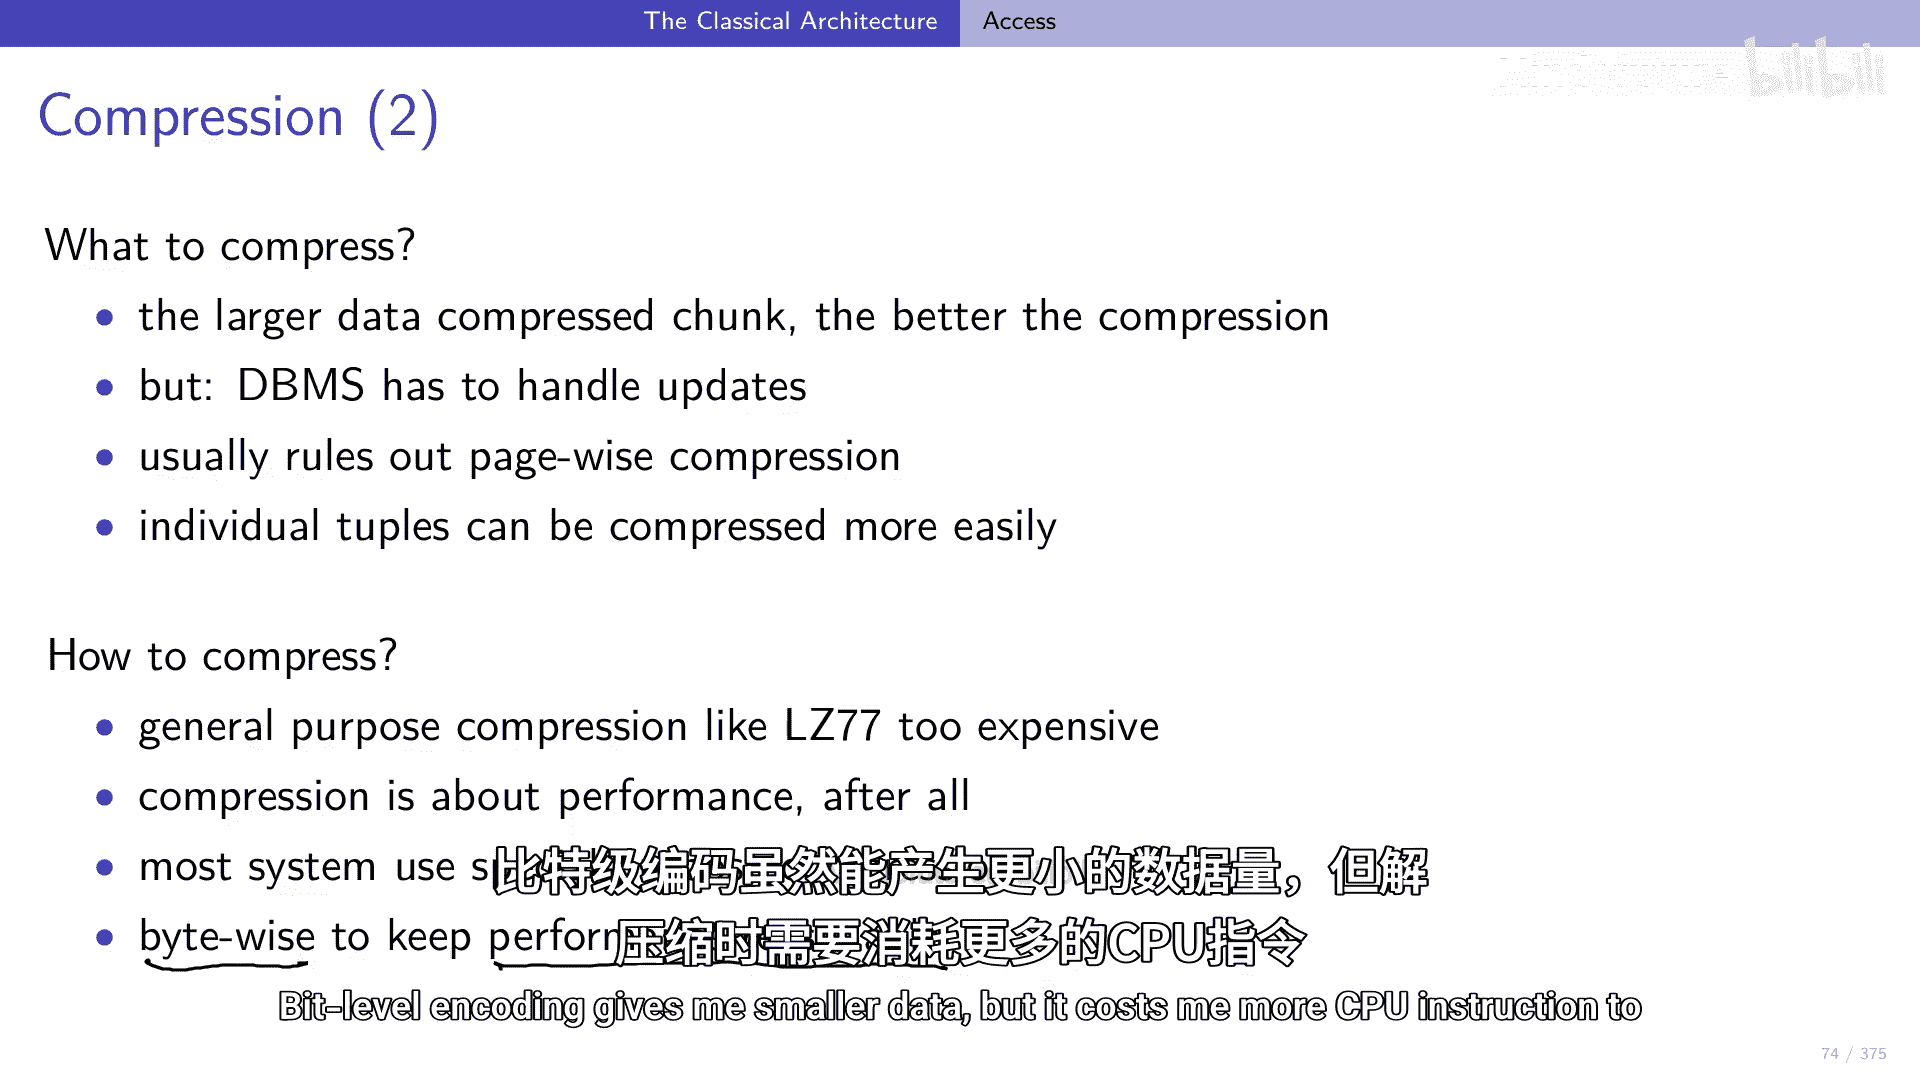 The Classical Architecture Access
bilibili
Compression (2)
What to compress?
• the larger data compressed chunk, the better the compression
• but: DBMS has to handle updates
• usually rules out page-wise compression
• individual tuples can be compressed more easily
How to compress?
• general purpose compression like LZ77 too expensive
• compression is about performance, after all
• most system use
比特级编码虽然能产生更小的数据量，但解
• byte-wise to keep
压缩时需要消耗更多的CPU指令
Bit-level encoding gives me smaller data, but it costs me more CPU instruction to
74 / 375